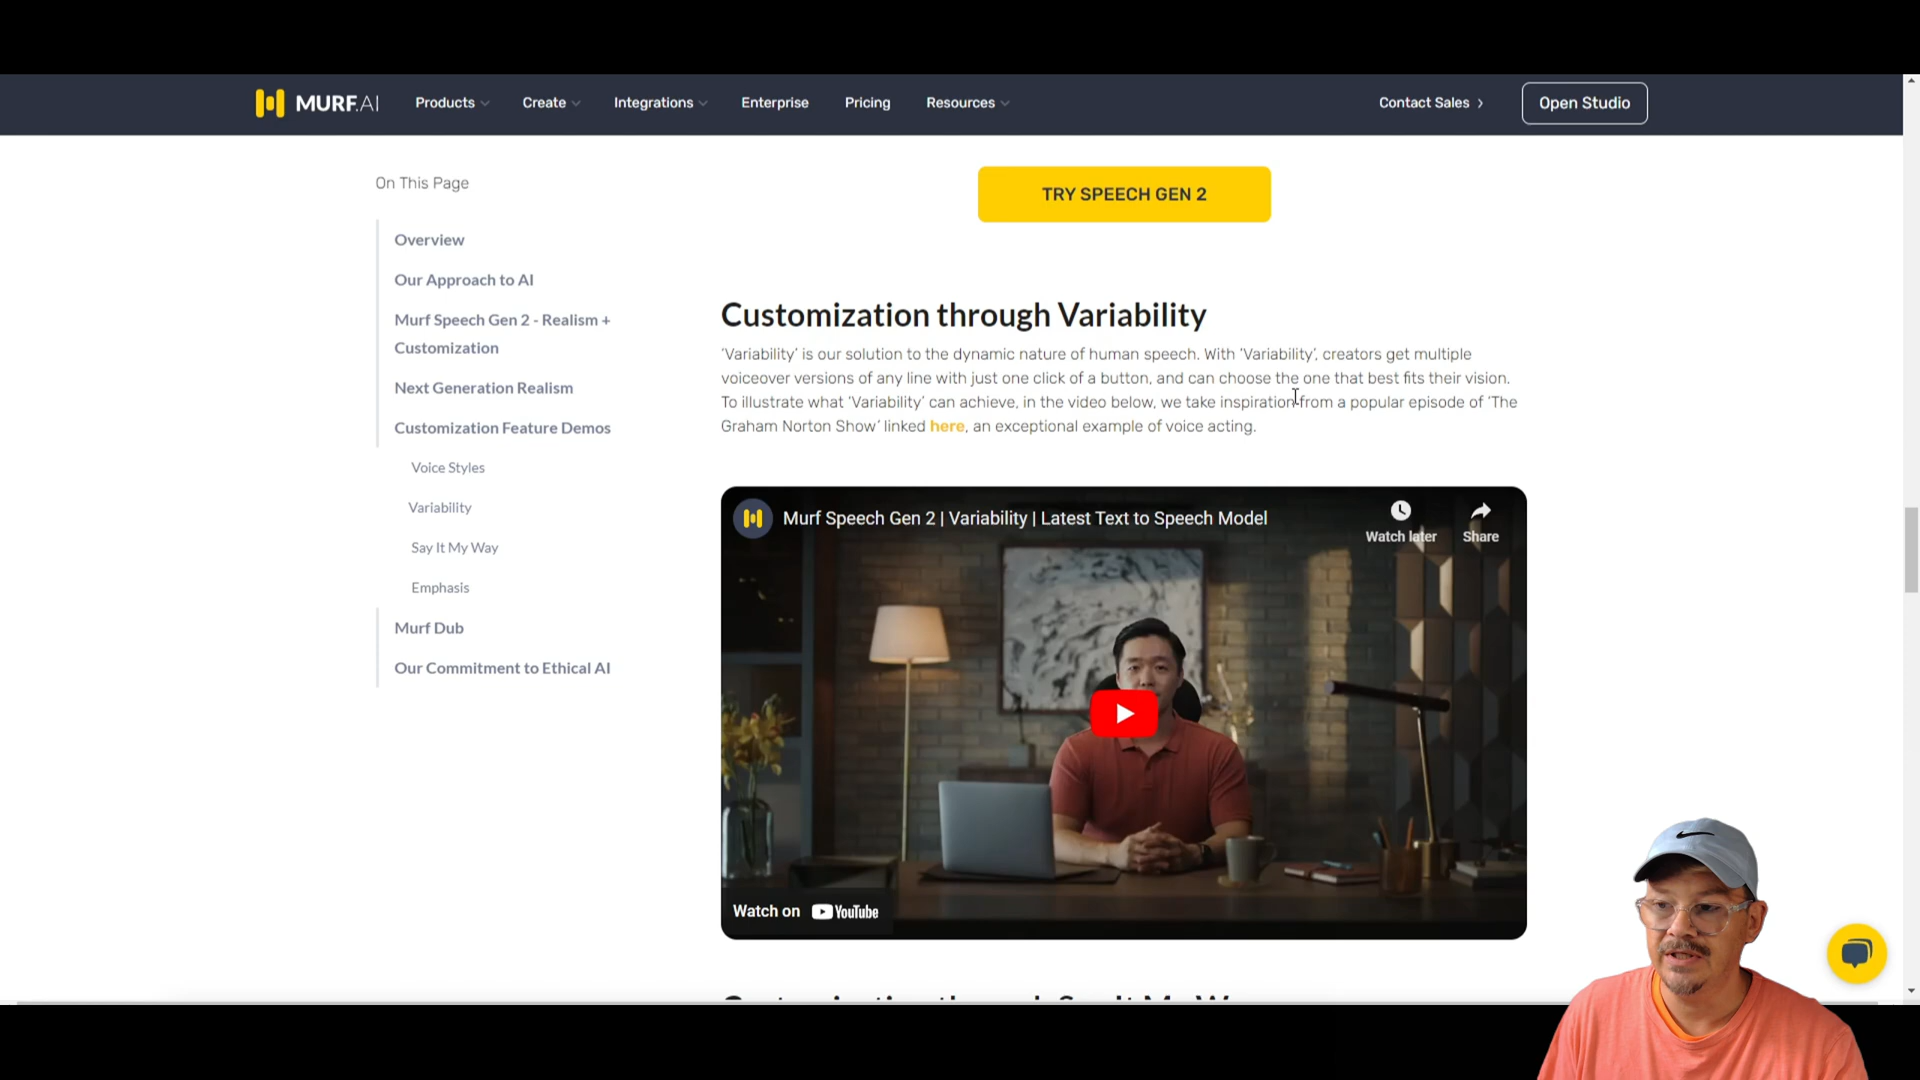 MURF.AI
Products
Create
Integrations
Enterprise
Pricing
Resources
Contact Sales
Open Studio
On This Page
Overview
Our Approach to AI
Murf Speech Gen 2 - Realism +
Customization
Next Generation Realism
Customization Feature Demos
Voice Styles
Variability
Say It My Way
Emphasis
Murf Dub
Our Commitment to Ethical AI
TRY SPEECH GEN 2
Customization through Variability
‘Variability’ is our solution to the dynamic nature of human speech. With ‘Variability’, creators get multiple
voiceover versions of any line with just one click of a button, and can choose the one that best fits their vision.
To illustrate what ‘Variability’ can achieve, in the video below, we take inspiration from a popular episode of ‘The
Graham Norton Show’ linked here, an exceptional example of voice acting.
Murf Speech Gen 2 | Variability | Latest Text to Speech Model
Watch later
Share
Watch on YouTube